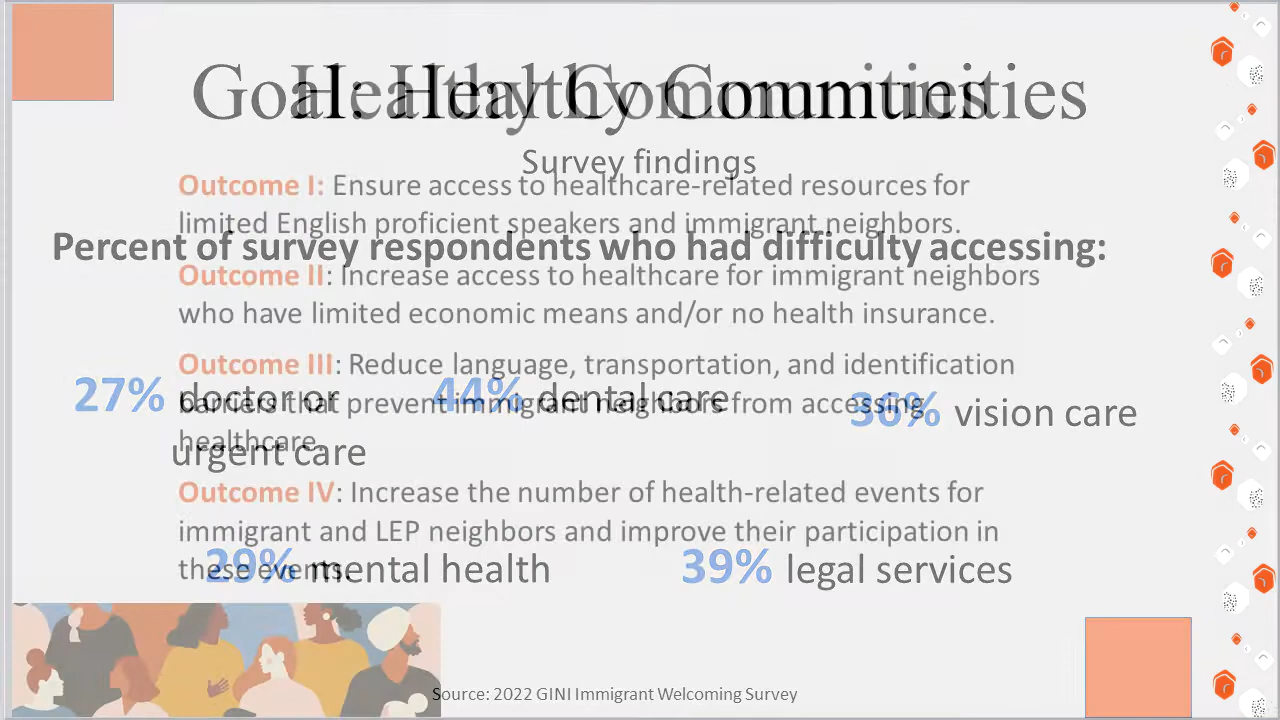 Healthy Communities
Survey findings
Percent of survey respondents who had difficulty accessing:
27% doctor or
urgent care
44% dental care
36% vision care
29% mental health
39% legal services
Source: 2022 GINI Immigrant Welcoming Survey
Goal: Healthy Communities
Outcome I: Ensure access to healthcare-related resources for
limited English proficient speakers and immigrant neighbors.
Outcome II: Increase access to healthcare for immigrant neighbors
who have limited economic means and/or no health insurance.
Outcome III: Reduce language, transportation, and identification
barriers that prevent immigrant neighbors from accessing
healthcare.
Outcome IV: Increase the number of health-related events for
immigrant and LEP neighbors and improve their participation in
these events.